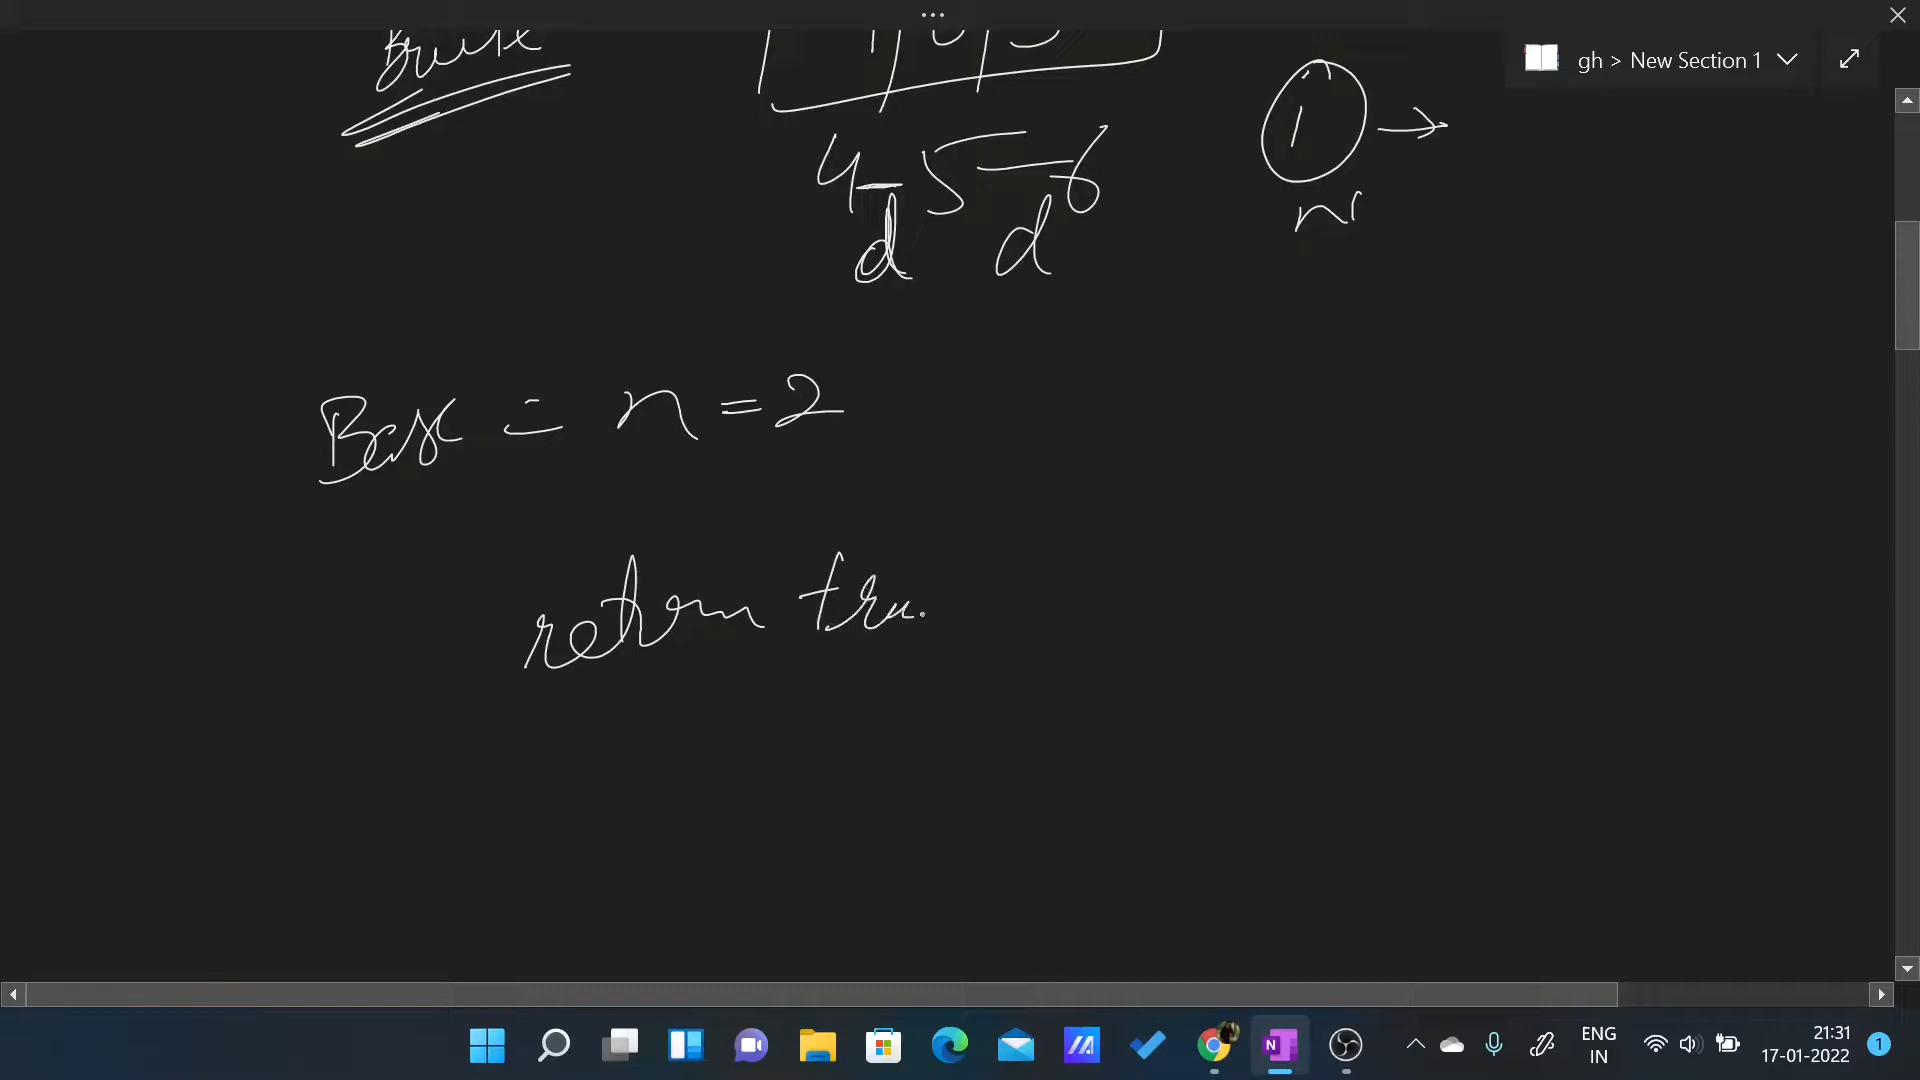 ...
gh > New Section 1
Brute
4 - 5 - 6
d d
1
Base = n = 2
return tru.
ENG
IN
21:31
17-01-2022
1